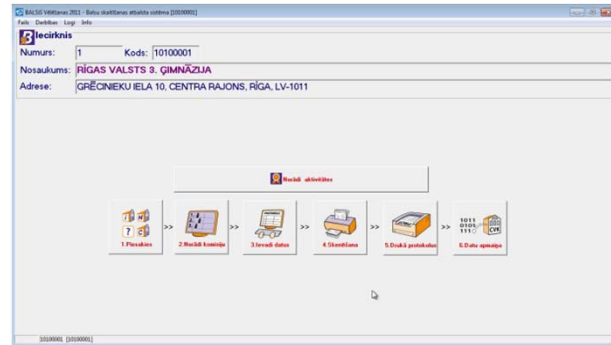 BALSIS Vēlēšanas 2011 - Balsu skaitīšanas atbalsta sistēma [10100001]
Fails Darbības Logi Info
Iecirknis
Numurs: 1 Kods: 10100001
Nosaukums: RĪGAS VALSTS 3. ĢIMNĀZIJA
Adrese: GRĒCINIEKU IELA 10, CENTRA RAJONS, RĪGA, LV-1011
Norādi aktivitātes
1.Piesakies >> 2.Norādi komisiju >> 3.Ievadi datus >> 4.Skenēšana >> 5.Drukā protokolus >> 6.Datu apmaiņa
10100001 [10100001]